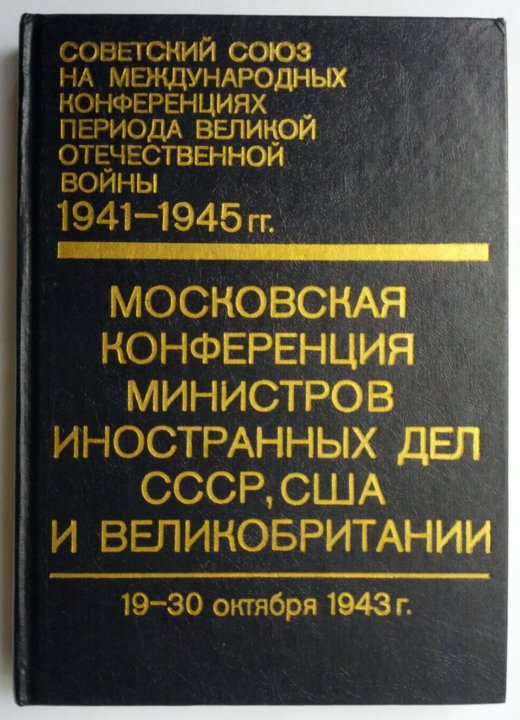 СОВЕТСКИЙ СОЮЗ
НА МЕЖДУНАРОДНЫХ
КОНФЕРЕНЦИЯХ
ПЕРИОДА ВЕЛИКОЙ
ОТЕЧЕСТВЕННОЙ
ВОЙНЫ
1941–1945 гг.
МОСКОВСКАЯ
КОНФЕРЕНЦИЯ
МИНИСТРОВ
ИНОСТРАННЫХ ДЕЛ
СССР, США
И ВЕЛИКОБРИТАНИИ
19–30 октября 1943 г.